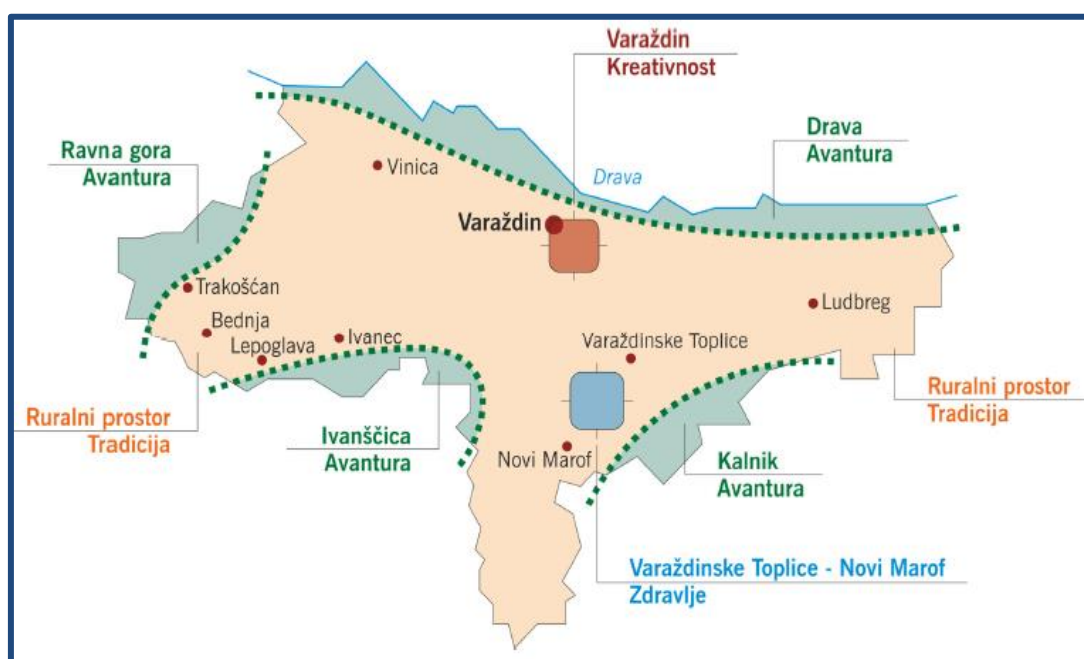 Varaždin
Kreativnost
Ravna gora
Avantura
Drava
Avantura
Vinica
Drava
Varaždin
Trakošćan
Ludbreg
Bednja
Ivanec
Lepoglava
Varaždinske Toplice
Ruralni prostor
Tradicija
Ruralni prostor
Tradicija
Ivanščica
Avantura
Novi Marof
Kalnik
Avantura
Varaždinske Toplice - Novi Marof
Zdravlje